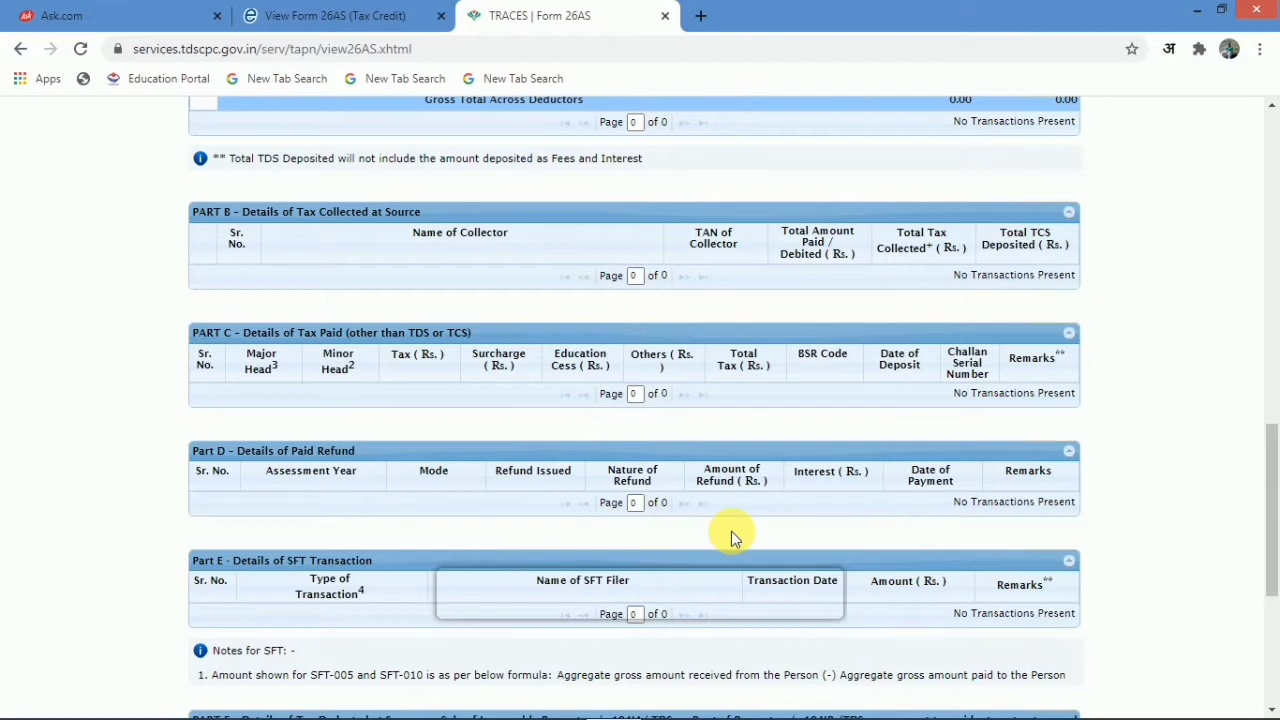 Ask.com
View Form 26AS (Tax Credit)
TRACES | Form 26AS
services.tdscpc.gov.in/serv/tapn/view26AS.xhtml
अ
Apps
Education Portal
New Tab Search
New Tab Search
New Tab Search
Gross Total Across Deductors 0.00 0.00
Page 0 of 0 No Transactions Present
** Total TDS Deposited will not include the amount deposited as Fees and Interest
PART B - Details of Tax Collected at Source
Sr. No. Name of Collector TAN of Collector Total Amount Paid / Debited ( Rs. ) Total Tax Collected+ ( Rs. ) Total TCS Deposited ( Rs. )
Page 0 of 0 No Transactions Present
PART C - Details of Tax Paid (other than TDS or TCS)
Sr. No. Major Head3 Minor Head2 Tax ( Rs. ) Surcharge ( Rs. ) Education Cess ( Rs. ) Others ( Rs. ) Total Tax ( Rs. ) BSR Code Date of Deposit Challan Serial Number Remarks**
Page 0 of 0 No Transactions Present
Part D - Details of Paid Refund
Sr. No. Assessment Year Mode Refund Issued Nature of Refund Amount of Refund ( Rs. ) Interest ( Rs. ) Date of Payment Remarks
Page 0 of 0 No Transactions Present
Part E - Details of SFT Transaction
Sr. No. Type of Transaction4 Name of SFT Filer Transaction Date Amount ( Rs. ) Remarks**
Page 0 of 0 No Transactions Present
Notes for SFT: -
1. Amount shown for SFT-005 and SFT-010 is as per below formula: Aggregate gross amount received from the Person (-) Aggregate gross amount paid to the Person